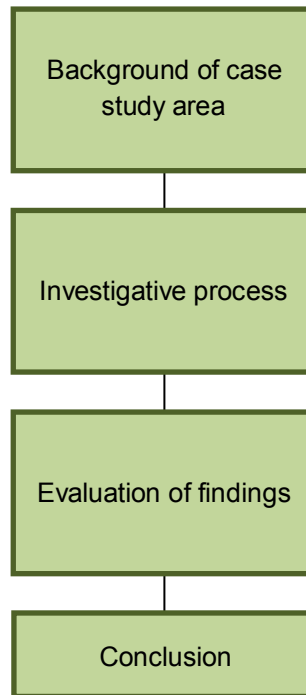 Background of case
study area
Investigative process
Evaluation of findings
Conclusion